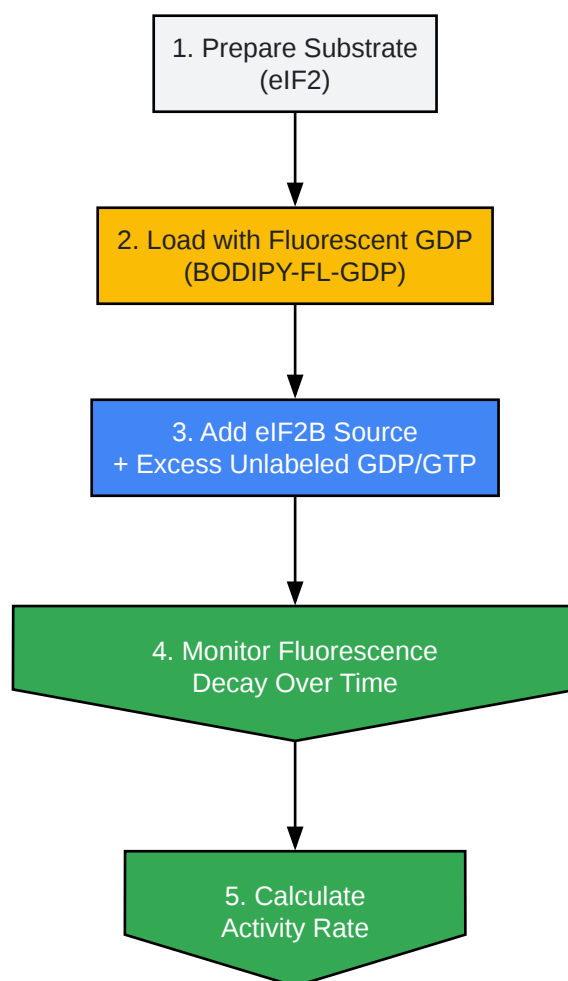 1. Prepare Substrate
(eIF2)
2. Load with Fluorescent GDP
(BODIPY-FL-GDP)
3. Add eIF2B Source
+ Excess Unlabeled GDP/GTP
4. Monitor Fluorescence
Decay Over Time
5. Calculate
Activity Rate